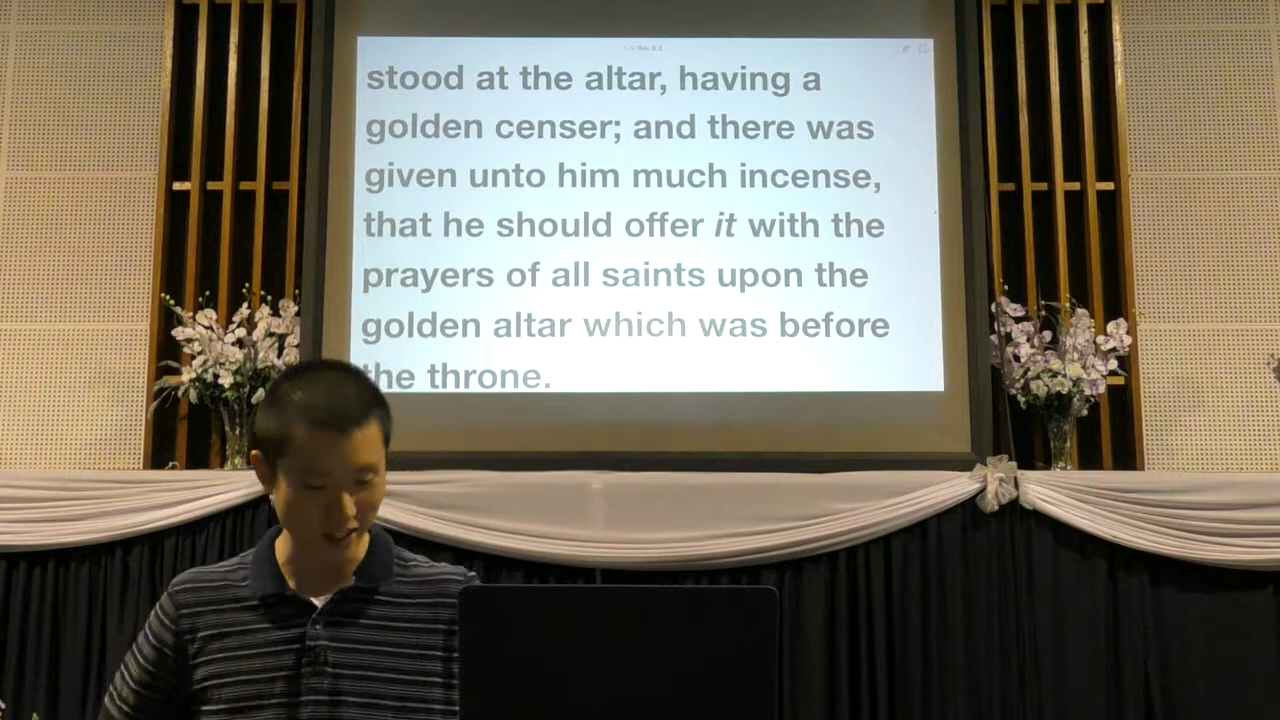 stood at the altar, having a
golden censer; and there was
given unto him much incense,
that he should offer it with the
prayers of all saints upon the
golden altar which was before
the throne.